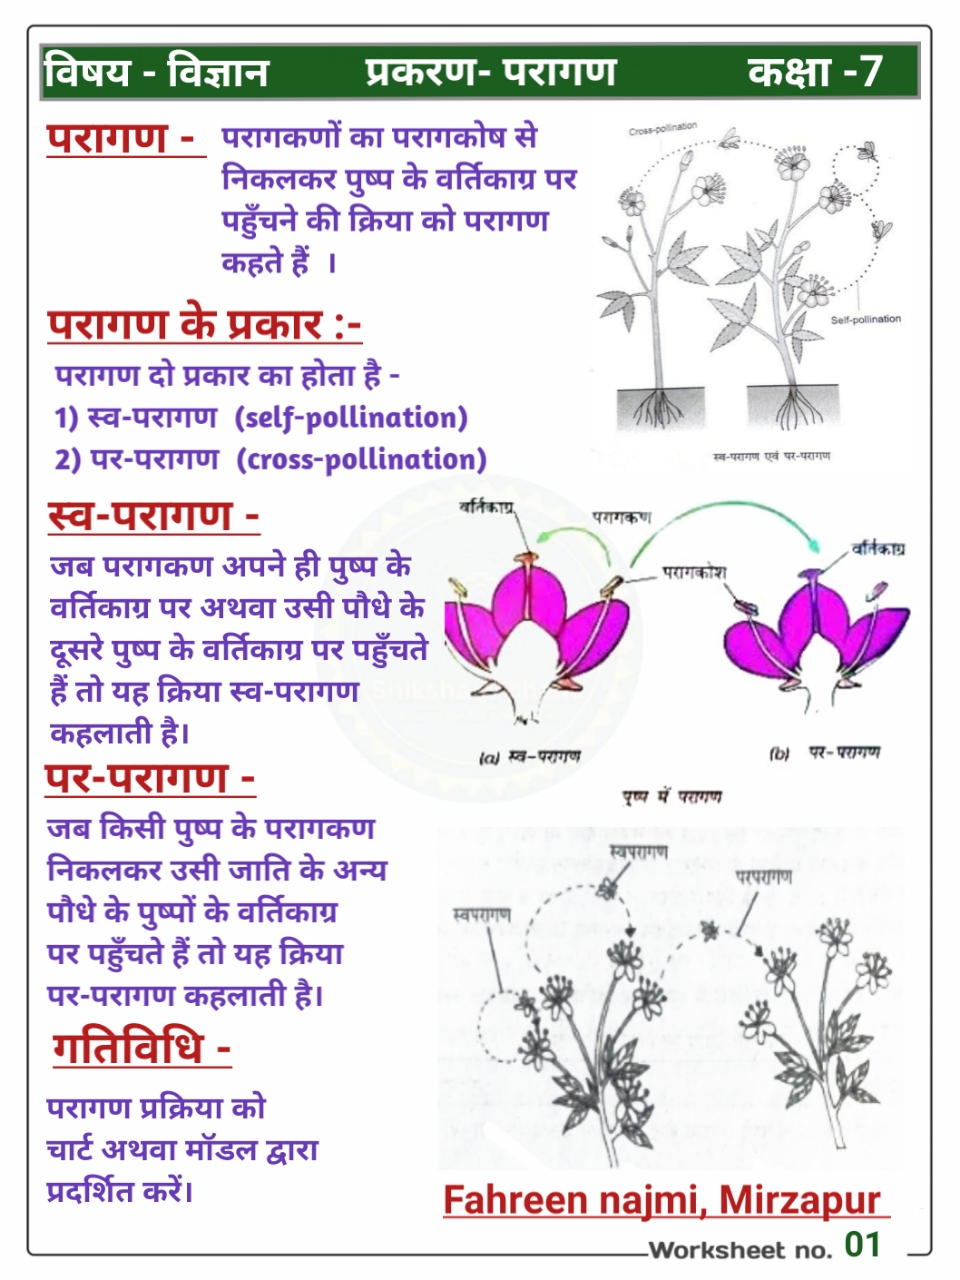 विषय - विज्ञान प्रकरण- परागण कक्षा -7
परागण -
परागकणों का परागकोष से
निकलकर पुष्प के वर्तिकाग्र पर
पहुँचने की क्रिया को परागण
कहते हैं ।
Cross-pollination
Self-pollination
स्व-परागण एवं पर-परागण
परागण के प्रकार :-
परागण दो प्रकार का होता है -
1) स्व-परागण (self-pollination)
2) पर-परागण (cross-pollination)
स्व-परागण -
जब परागकण अपने ही पुष्प के
वर्तिकाग्र पर अथवा उसी पौधे के
दूसरे पुष्प के वर्तिकाग्र पर पहुँचते
हैं तो यह क्रिया स्व-परागण
कहलाती है।
वर्तिकाग्र
परागकण
वर्तिकाग्र
परागकोश
(a) स्व-परागण
(b) पर-परागण
पुष्प में परागण
पर-परागण -
जब किसी पुष्प के परागकण
निकलकर उसी जाति के अन्य
पौधे के पुष्पों के वर्तिकाग्र
पर पहुँचते हैं तो यह क्रिया
पर-परागण कहलाती है।
स्वपरागण
परपरागण
स्वपरागण
गतिविधि -
परागण प्रक्रिया को
चार्ट अथवा मॉडल द्वारा
प्रदर्शित करें।
Fahreen najmi, Mirzapur
Worksheet no. 01